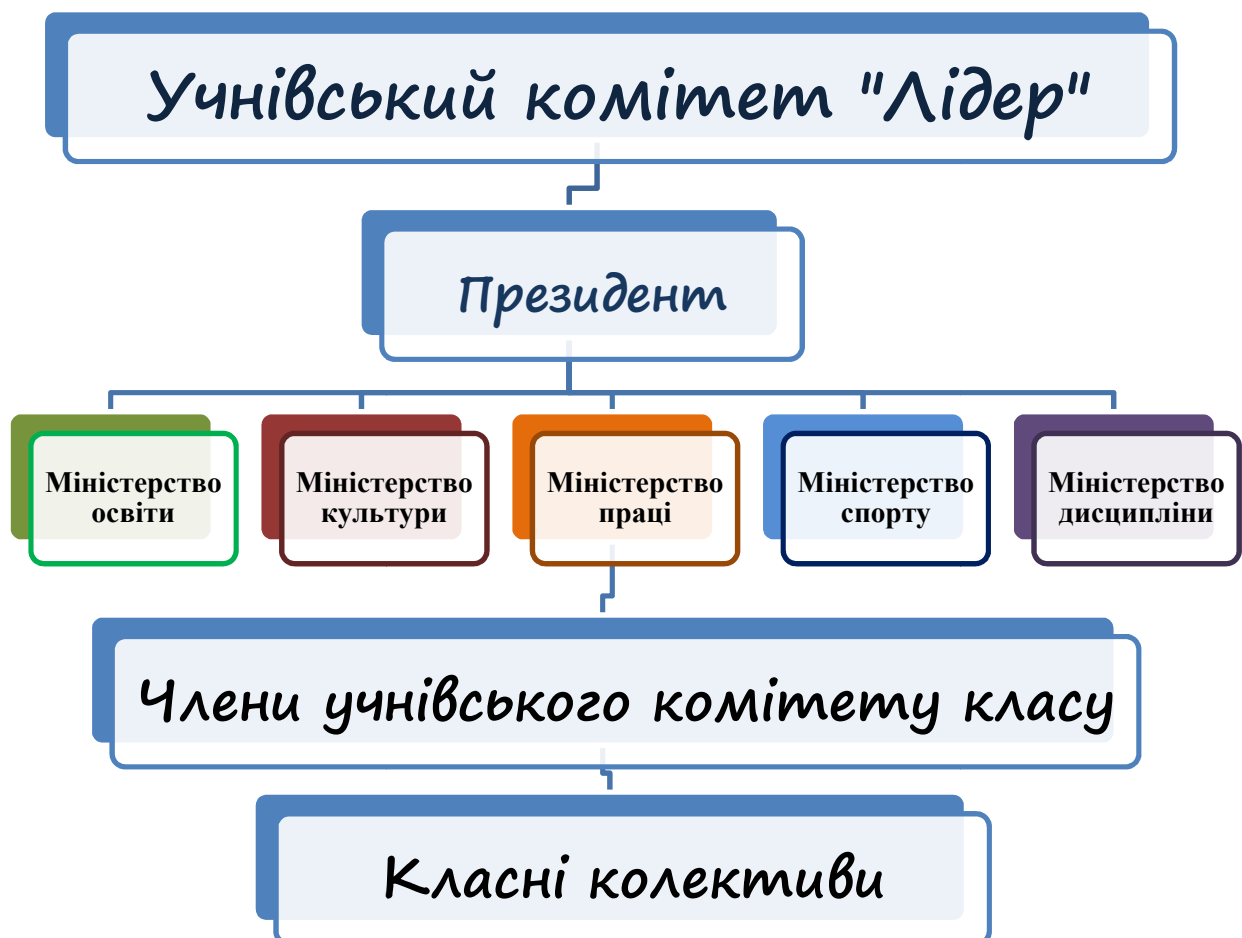 Учнівський комітет "Лідер"
Президент
Міністерство
освіти
Міністерство
культури
Міністерство
праці
Міністерство
спорту
Міністерство
дисципліни
Члени учнівського комітету класу
Класні колективи